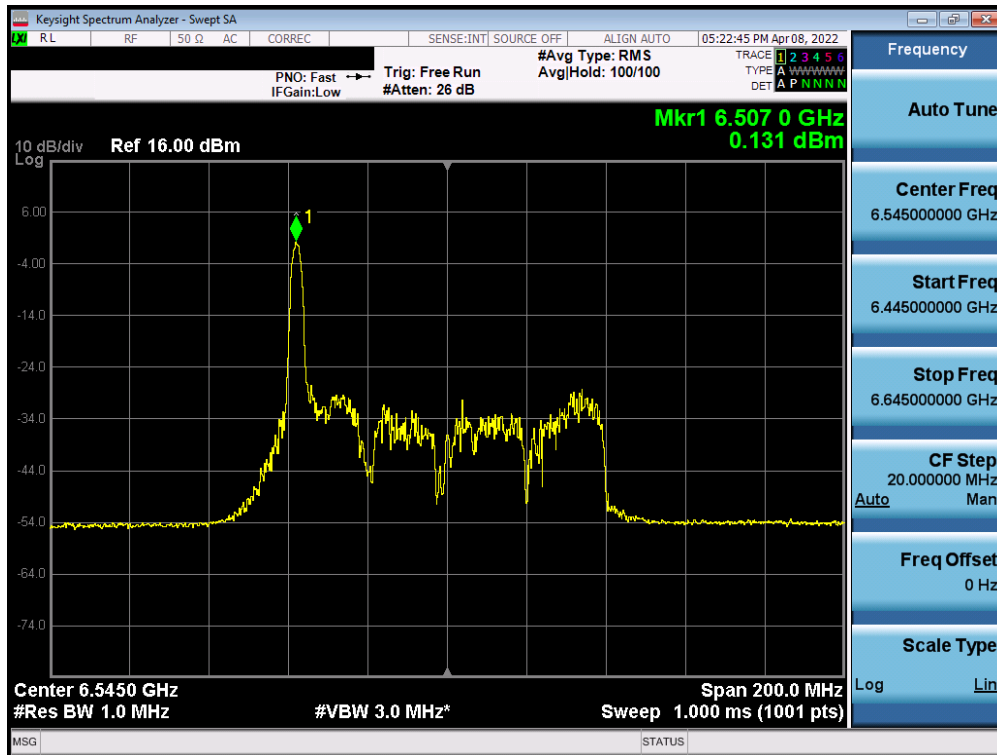 Keysight Spectrum Analyzer - Swept SA
LXI RL RF 50 Ω AC CORREC SENSE:INT SOURCE OFF ALIGN AUTO 05:22:45 PM Apr 08, 2022
Frequency
#Avg Type: RMS TRACE 1 2 3 4 5 6
PNO: Fast Trig: Free Run Avg|Hold: 100/100 TYPE A WWWWW
IFGain:Low #Atten: 26 dB DET A P N N N N
Auto Tune
Mkr1 6.507 0 GHz
0.131 dBm
10 dB/div Ref 16.00 dBm
Log
6.00
-4.00
-14.0
-24.0
-34.0
-44.0
-54.0
-64.0
-74.0
1
Center Freq
6.545000000 GHz
Start Freq
6.445000000 GHz
Stop Freq
6.645000000 GHz
CF Step
20.000000 MHz
Auto Man
Freq Offset
0 Hz
Scale Type
Log Lin
Center 6.5450 GHz Span 200.0 MHz
#Res BW 1.0 MHz #VBW 3.0 MHz* Sweep 1.000 ms (1001 pts)
MSG STATUS